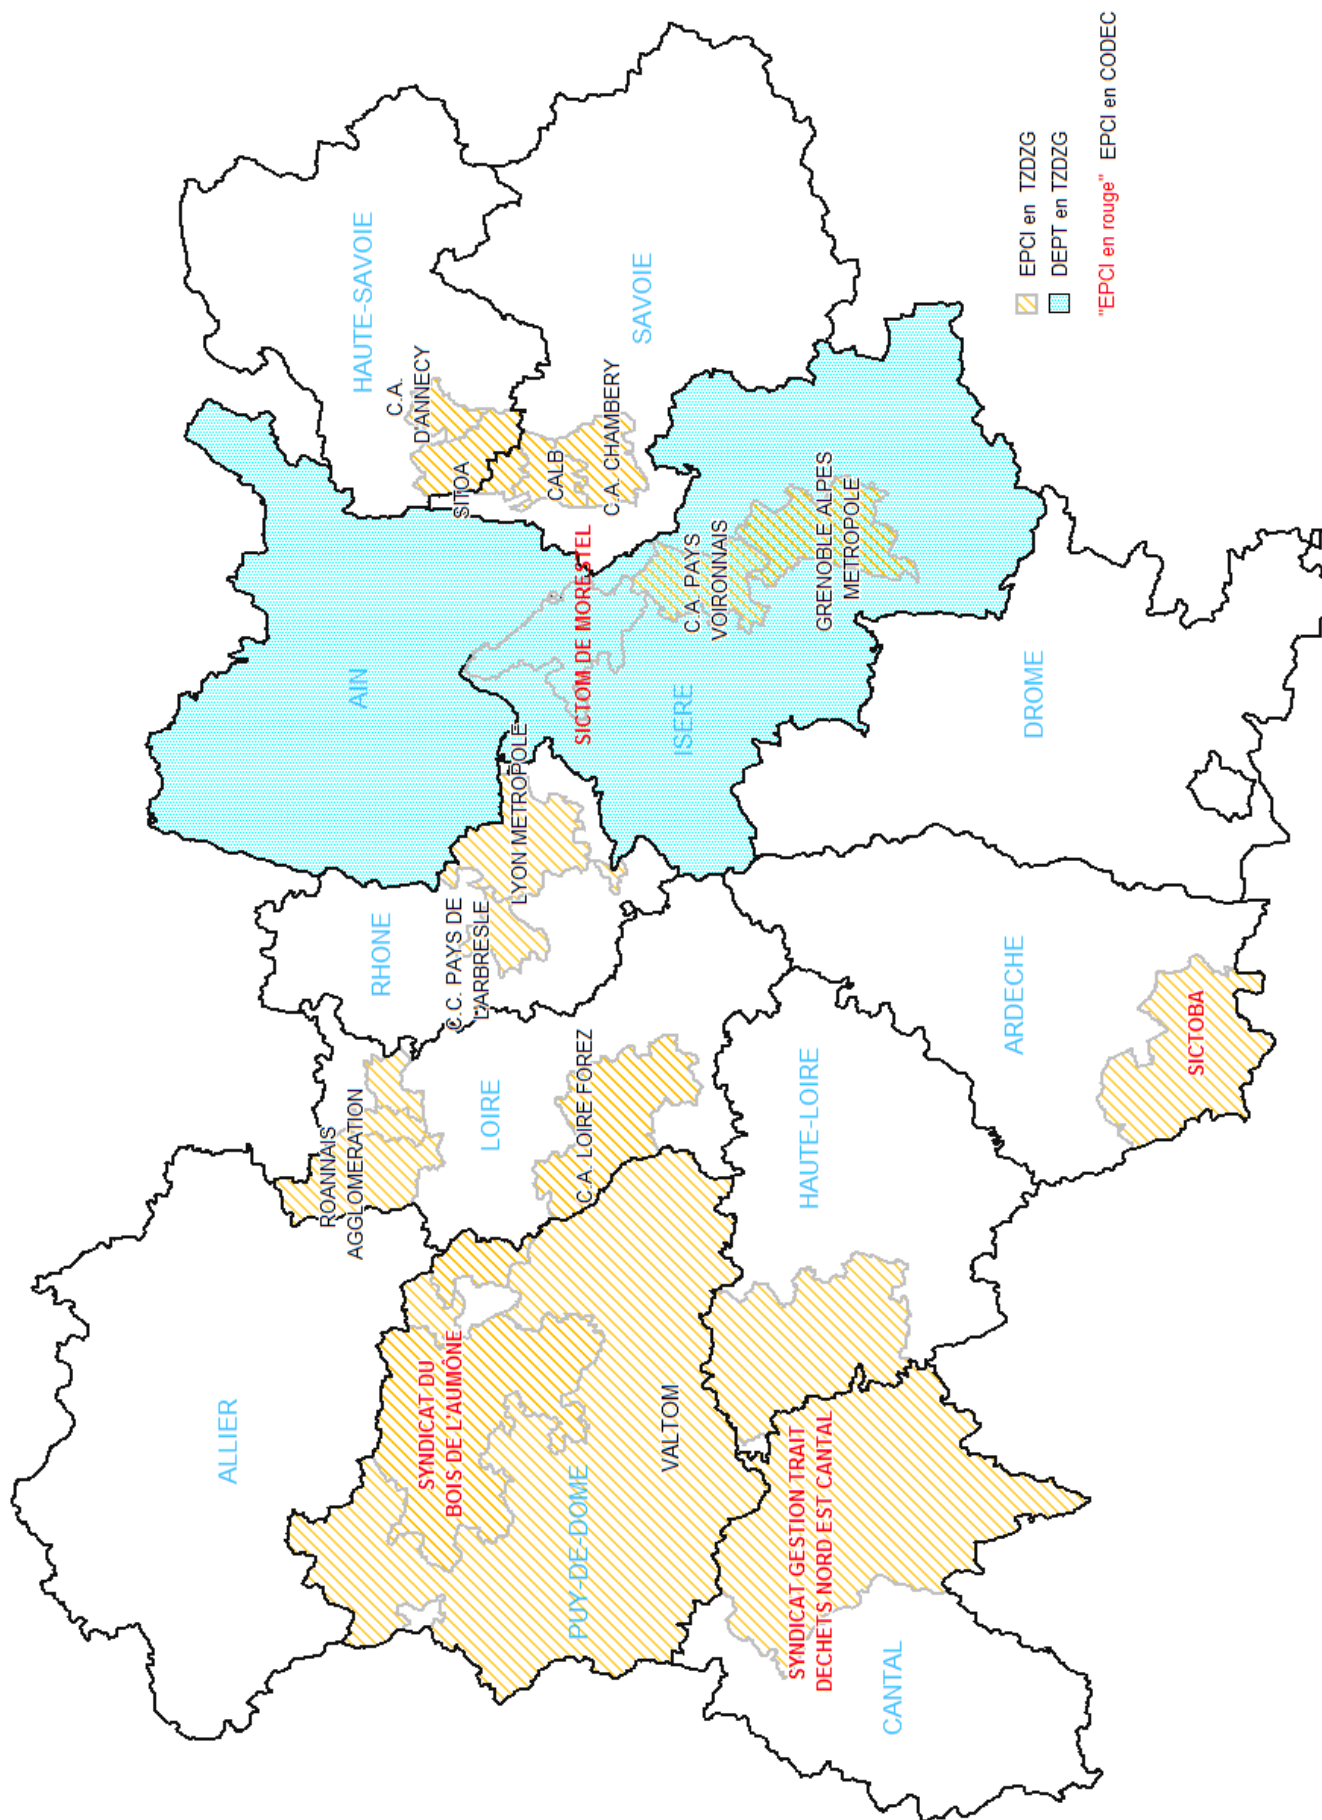 ALLIER
HAUTE-SAVOIE
C.A.
D'ANNECY
AIN
RHONE
ROANNAIS
AGGLOMERATION
SYNDICAT DU
BOIS DE L'AUMÔNE
SITOA
C.C. PAYS DE
L'ARBRESLE
LYON METROPOLE
LOIRE
CALB
SAVOIE
C.A. CHAMBERY
SICTOM DE MORESTEL
C.A. LOIRE FOREZ
PUY-DE-DOME
VALTOM
ISERE
C.A. PAYS
VOIRONNAIS
GRENOBLE ALPES
METROPOLE
HAUTE-LOIRE
SYNDICAT GESTION TRAIT
DECHETS NORD EST CANTAL
CANTAL
ARDECHE
DROME
SICTOBA
EPCI en TZDZG
DEPT en TZDZG
"EPCI en rouge" EPCI en CODEC